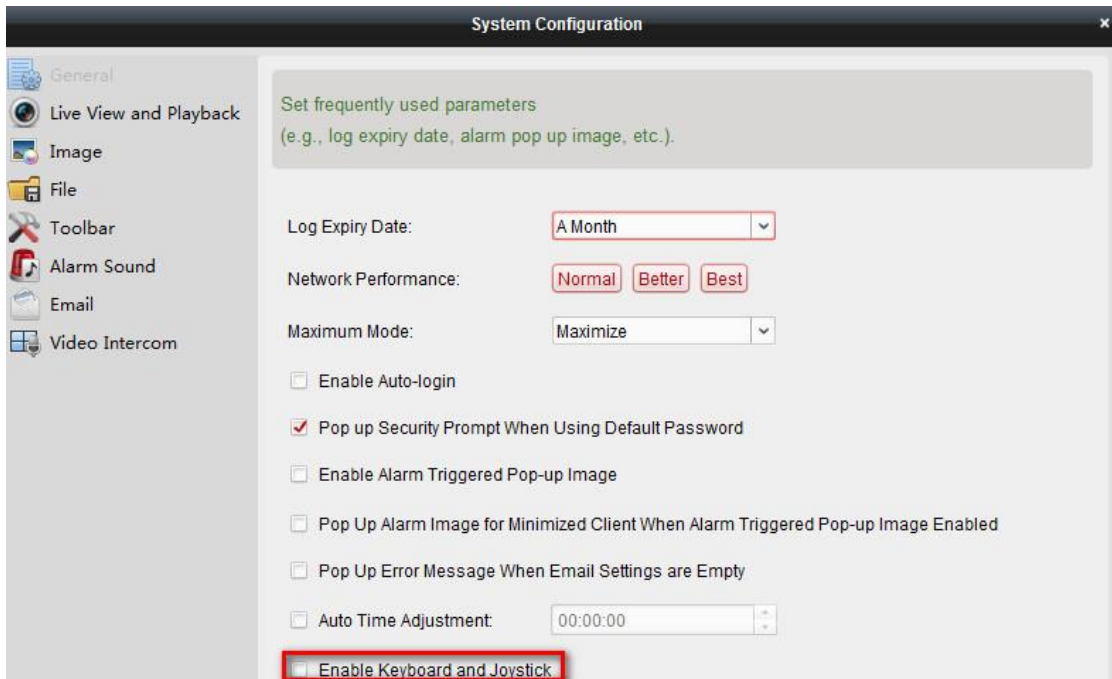 System Configuration
×
General
Live View and Playback
Image
File
Toolbar
Alarm Sound
Email
Video Intercom
Set frequently used parameters
(e.g., log expiry date, alarm pop up image, etc.).
Log Expiry Date: A Month
Network Performance: Normal Better Best
Maximum Mode: Maximize
Enable Auto-login
Pop up Security Prompt When Using Default Password
Enable Alarm Triggered Pop-up Image
Pop Up Alarm Image for Minimized Client When Alarm Triggered Pop-up Image Enabled
Pop Up Error Message When Email Settings are Empty
Auto Time Adjustment: 00:00:00
Enable Keyboard and Joystick